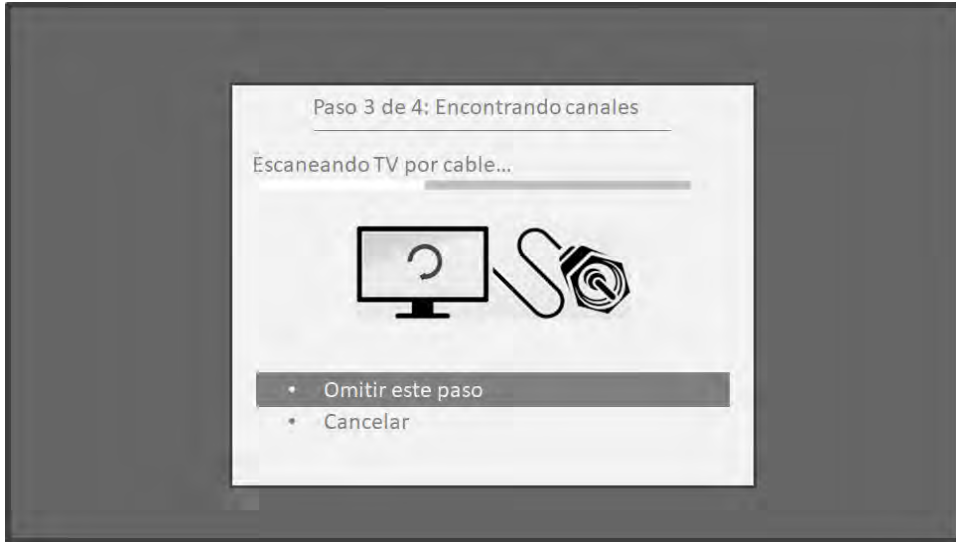 Paso 3 de 4: Encontrando canales
Escaneando TV por cable...
• Omitir este paso
• Cancelar